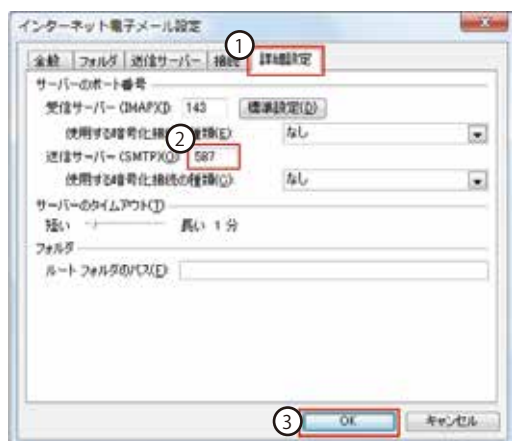 インターネット電子メール設定
①
全般 フォルダ 送信サーバー 接続 詳細設定
サーバーのポート番号
受信サーバー (IMAP)(I) 143 標準設定(D)
②
使用する暗号化接続の種類(E) なし
送信サーバー (SMTP)(O) 587
使用する暗号化接続の種類(C) なし
サーバーのタイムアウト(T)
短い 長い 1 分
フォルダ
ルート フォルダのパス(F)
③ OK キャンセル